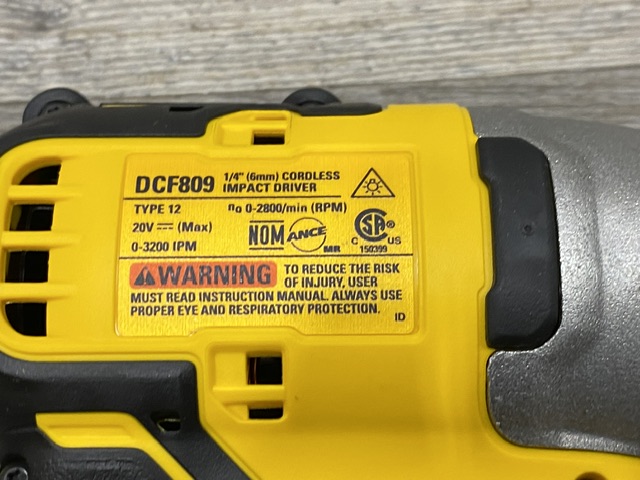 DCF809 1/4" (6mm) CORDLESS IMPACT DRIVER
TYPE 12 no 0-2800/min (RPM)
20V ⎓ (Max)
0-3200 IPM
NOM ANCE MR
C SA C US 150399
WARNING TO REDUCE THE RISK
OF INJURY, USER
MUST READ INSTRUCTION MANUAL. ALWAYS USE
PROPER EYE AND RESPIRATORY PROTECTION.
ID